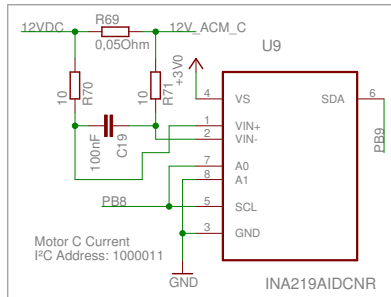 R69
12VDC
12V_ACM_C
0,05Ohm
U9
+3V0
10
R70
10
R71
100nF
C19
4
VS
SDA
6
PB9
1
VIN+
2
VIN-
7
A0
8
A1
PB8
5
SCL
3
GND
Motor C Current
I²C Address: 1000011
GND
INA219AIDCNR